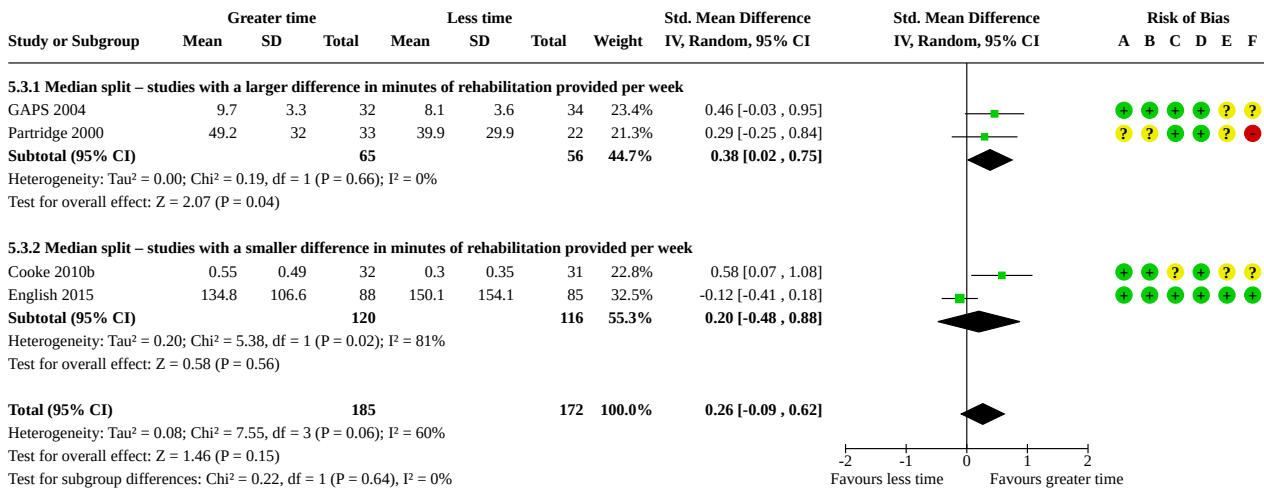 Greater time Less time Std. Mean Difference Std. Mean Difference Risk of Bias
Study or Subgroup Mean SD Total Mean SD Total Weight IV, Random, 95% CI IV, Random, 95% CI A B C D E F
5.3.1 Median split – studies with a larger difference in minutes of rehabilitation provided per week
GAPS 2004 9.7 3.3 32 8.1 3.6 34 23.4% 0.46 [-0.03 , 0.95] + + + + ? ?
Partridge 2000 49.2 32 33 39.9 29.9 22 21.3% 0.29 [-0.25 , 0.84] ? ? + + ? -
Subtotal (95% CI) 65 56 44.7% 0.38 [0.02 , 0.75]
Heterogeneity: Tau² = 0.00; Chi² = 0.19, df = 1 (P = 0.66); I² = 0%
Test for overall effect: Z = 2.07 (P = 0.04)
5.3.2 Median split – studies with a smaller difference in minutes of rehabilitation provided per week
Cooke 2010b 0.55 0.49 32 0.3 0.35 31 22.8% 0.58 [0.07 , 1.08] + + ? + ? ?
English 2015 134.8 106.6 88 150.1 154.1 85 32.5% -0.12 [-0.41 , 0.18] + + + + + +
Subtotal (95% CI) 120 116 55.3% 0.20 [-0.48 , 0.88]
Heterogeneity: Tau² = 0.20; Chi² = 5.38, df = 1 (P = 0.02); I² = 81%
Test for overall effect: Z = 0.58 (P = 0.56)
Total (95% CI) 185 172 100.0% 0.26 [-0.09 , 0.62]
Heterogeneity: Tau² = 0.08; Chi² = 7.55, df = 3 (P = 0.06); I² = 60%
Test for overall effect: Z = 1.46 (P = 0.15)
-2 -1 0 1 2
Test for subgroup differences: Chi² = 0.22, df = 1 (P = 0.64), I² = 0% Favours less time Favours greater time